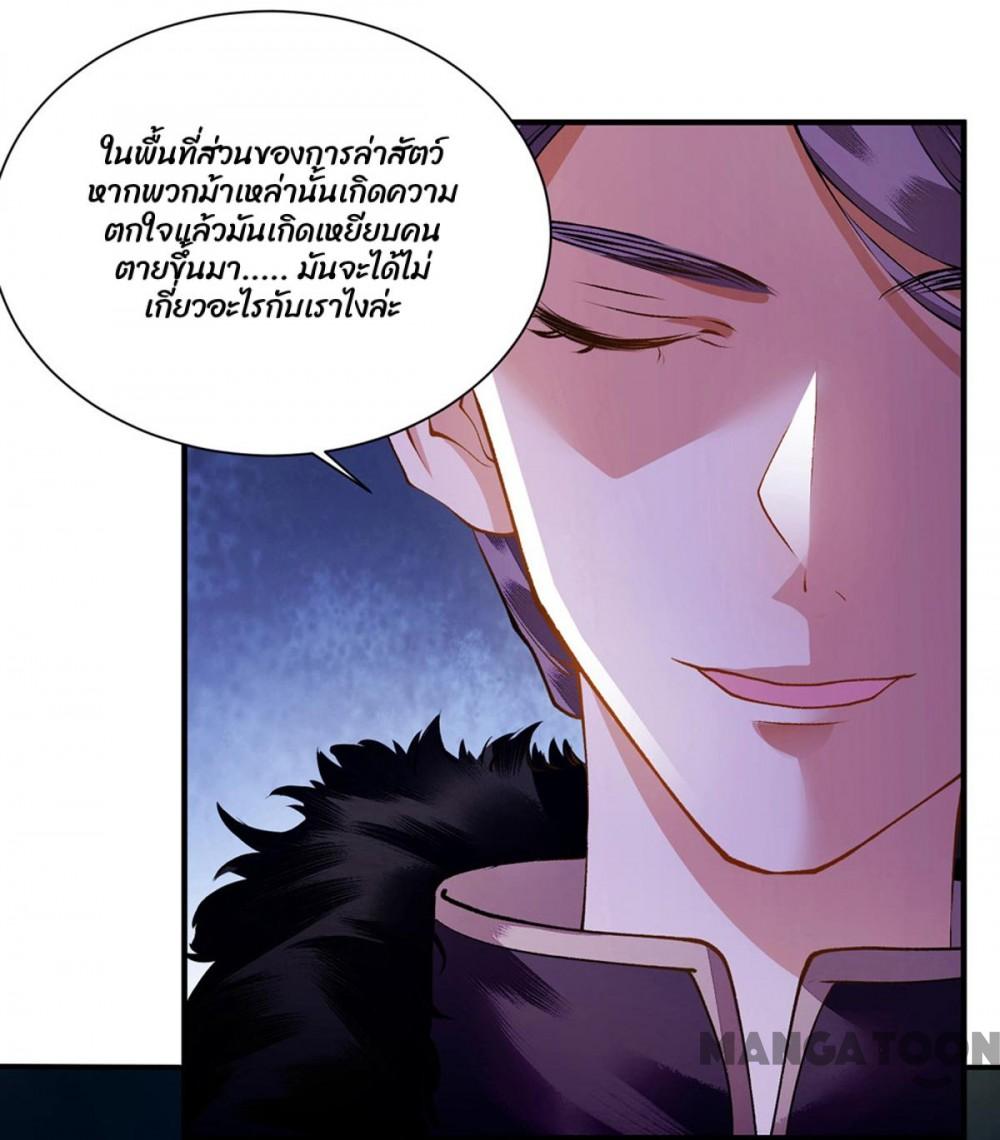 ในพื้นที่ส่วนของการล่าสัตว์
หากพวกม้าเหล่านั้นเกิดความ
ตกใจแล้วมันเกิดเหยียบคน
ตายขึ้นมา..... มันจะได้ไม่
เกี่ยวอะไรกับเราไงล่ะ
MANGATOON